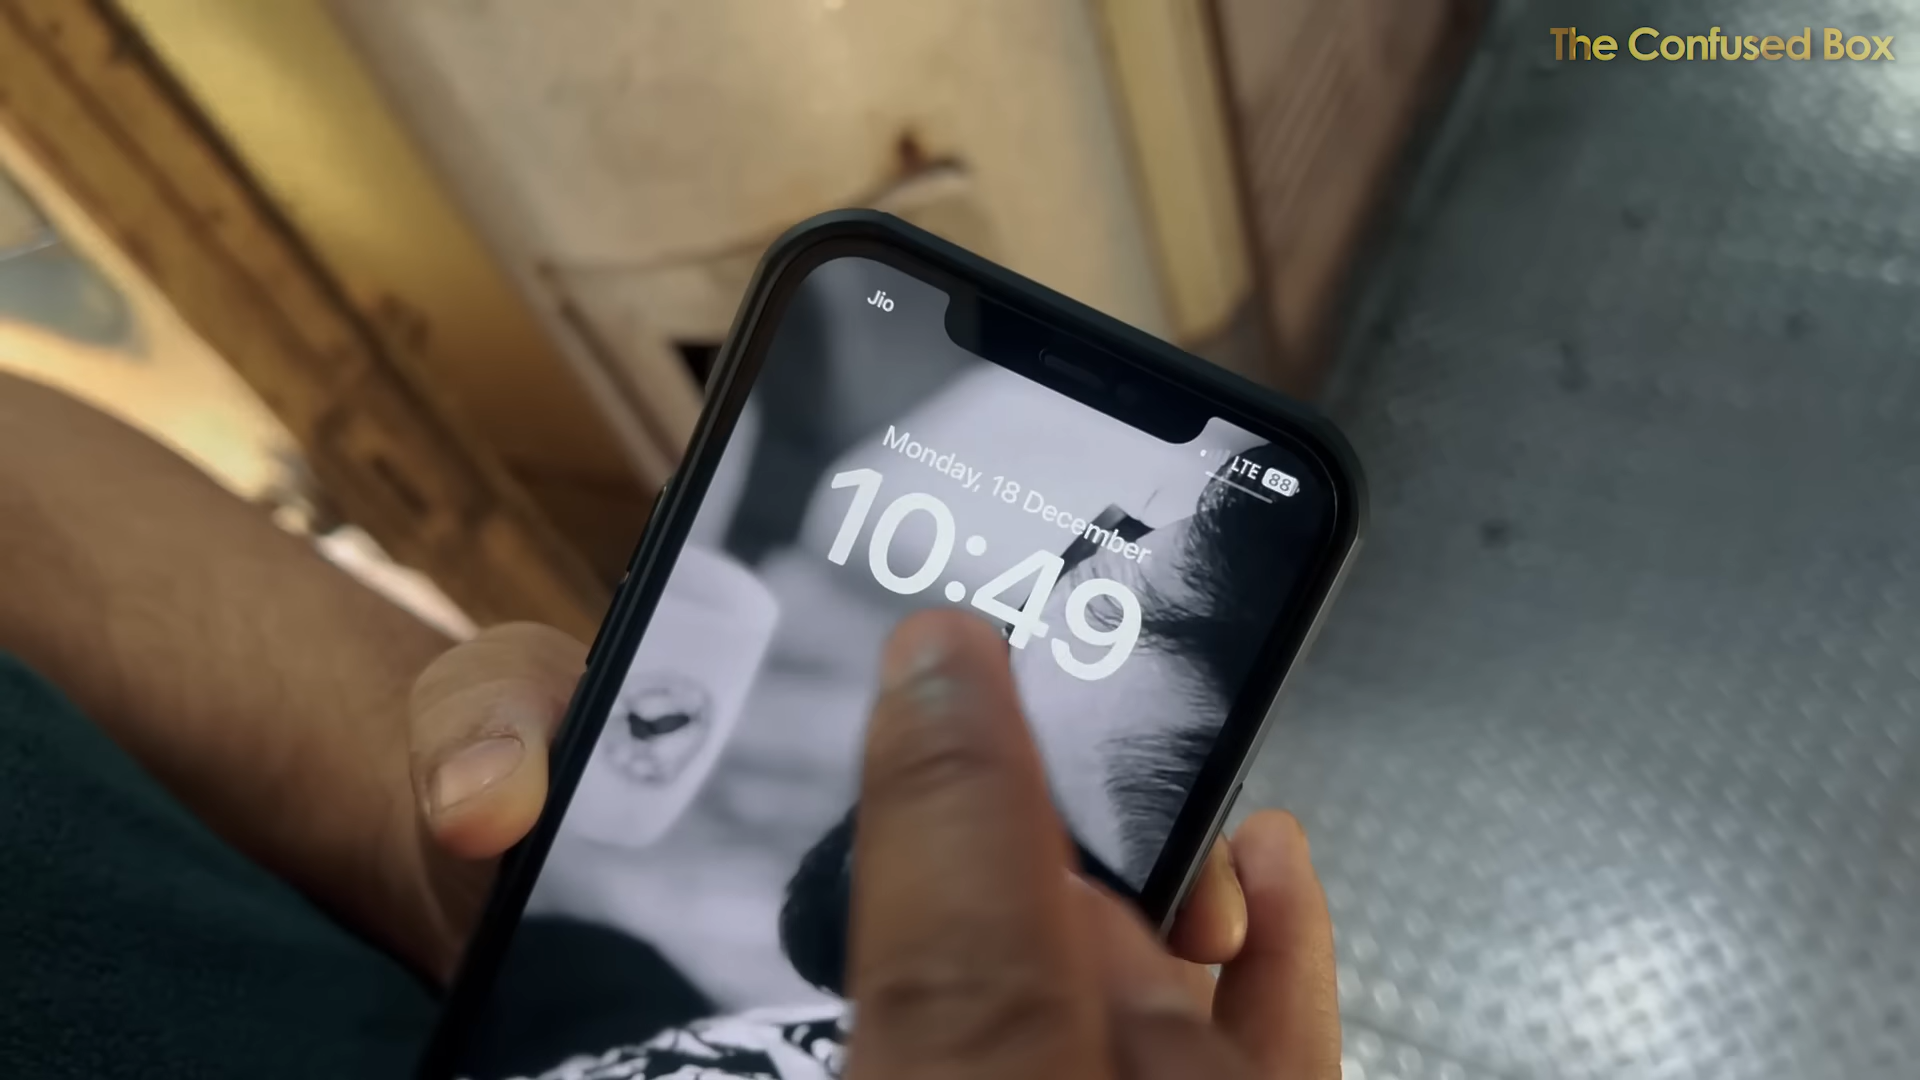 The Confused Box
Jio
LTE 88
Monday, 18 December
10:49